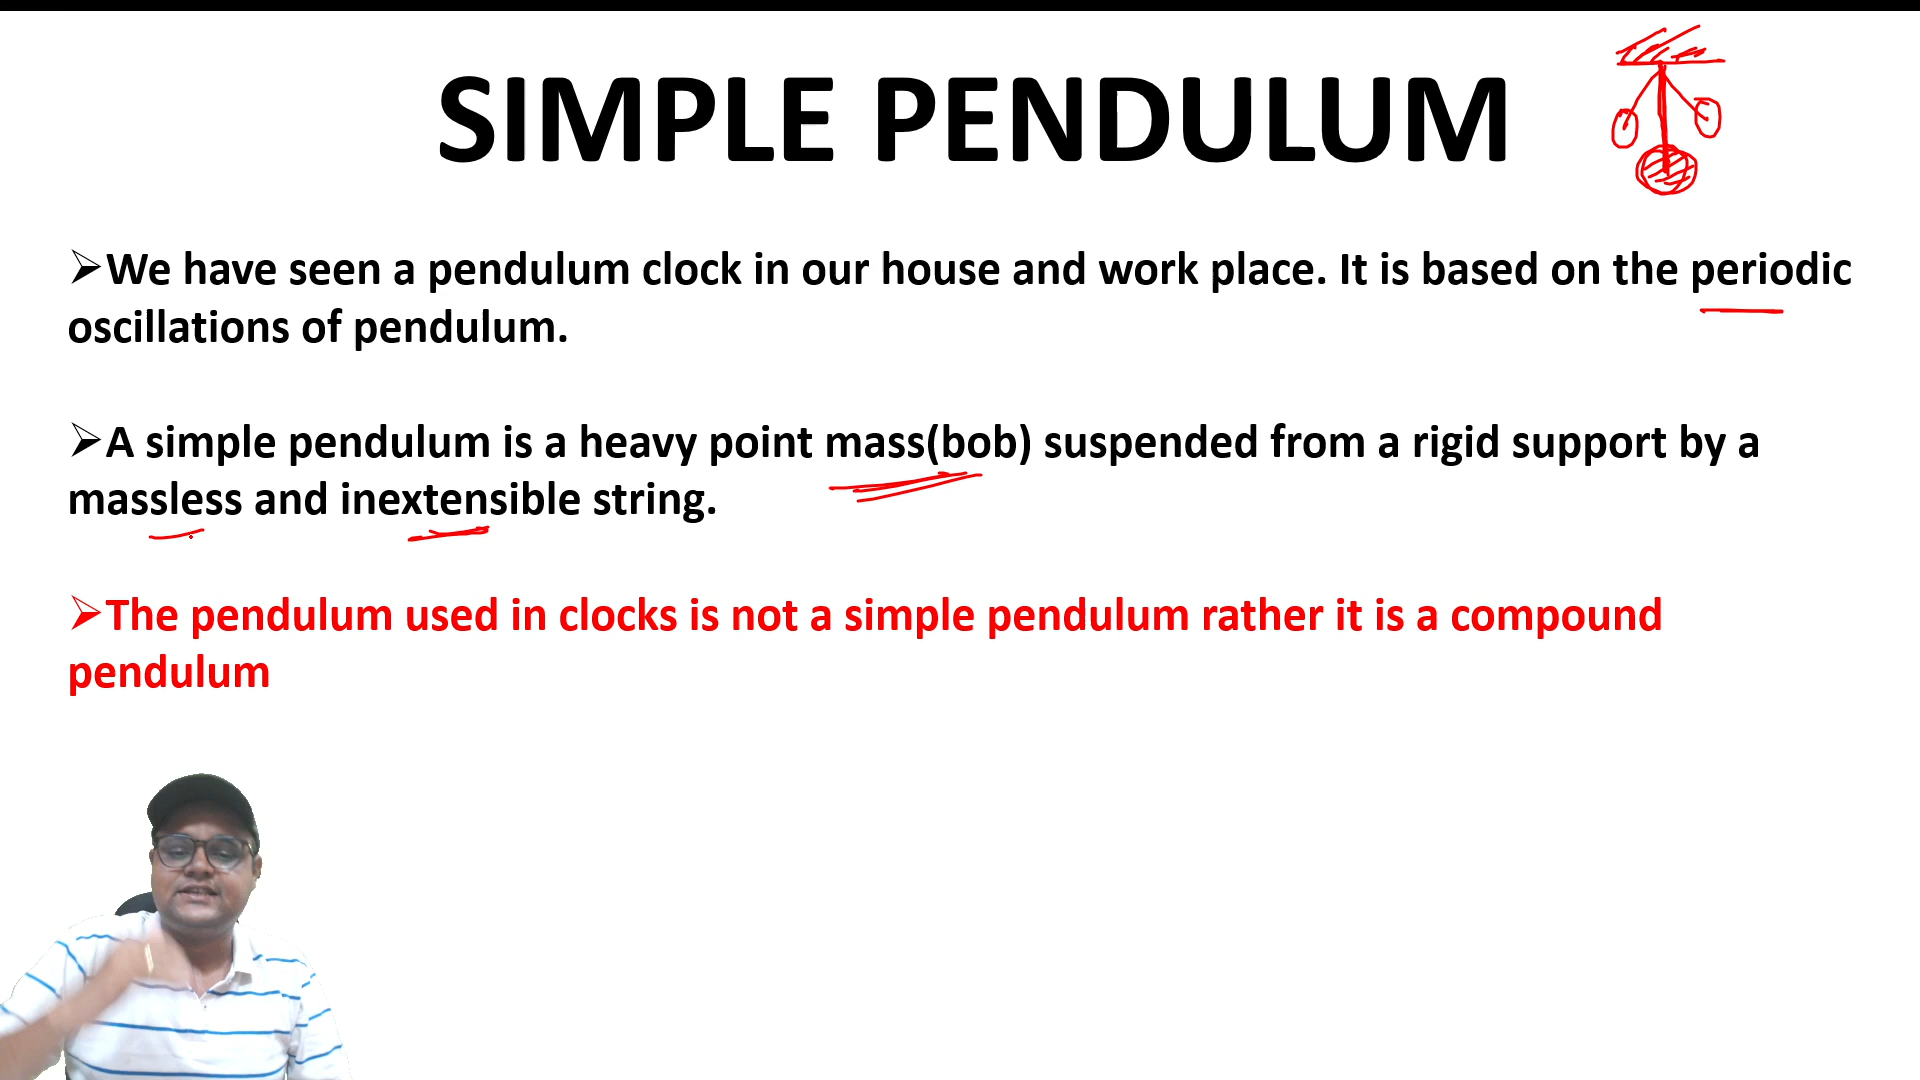 SIMPLE PENDULUM
➢We have seen a pendulum clock in our house and work place. It is based on the periodic
oscillations of pendulum.
➢A simple pendulum is a heavy point mass(bob) suspended from a rigid support by a
massless and inextensible string.
➢The pendulum used in clocks is not a simple pendulum rather it is a compound
pendulum